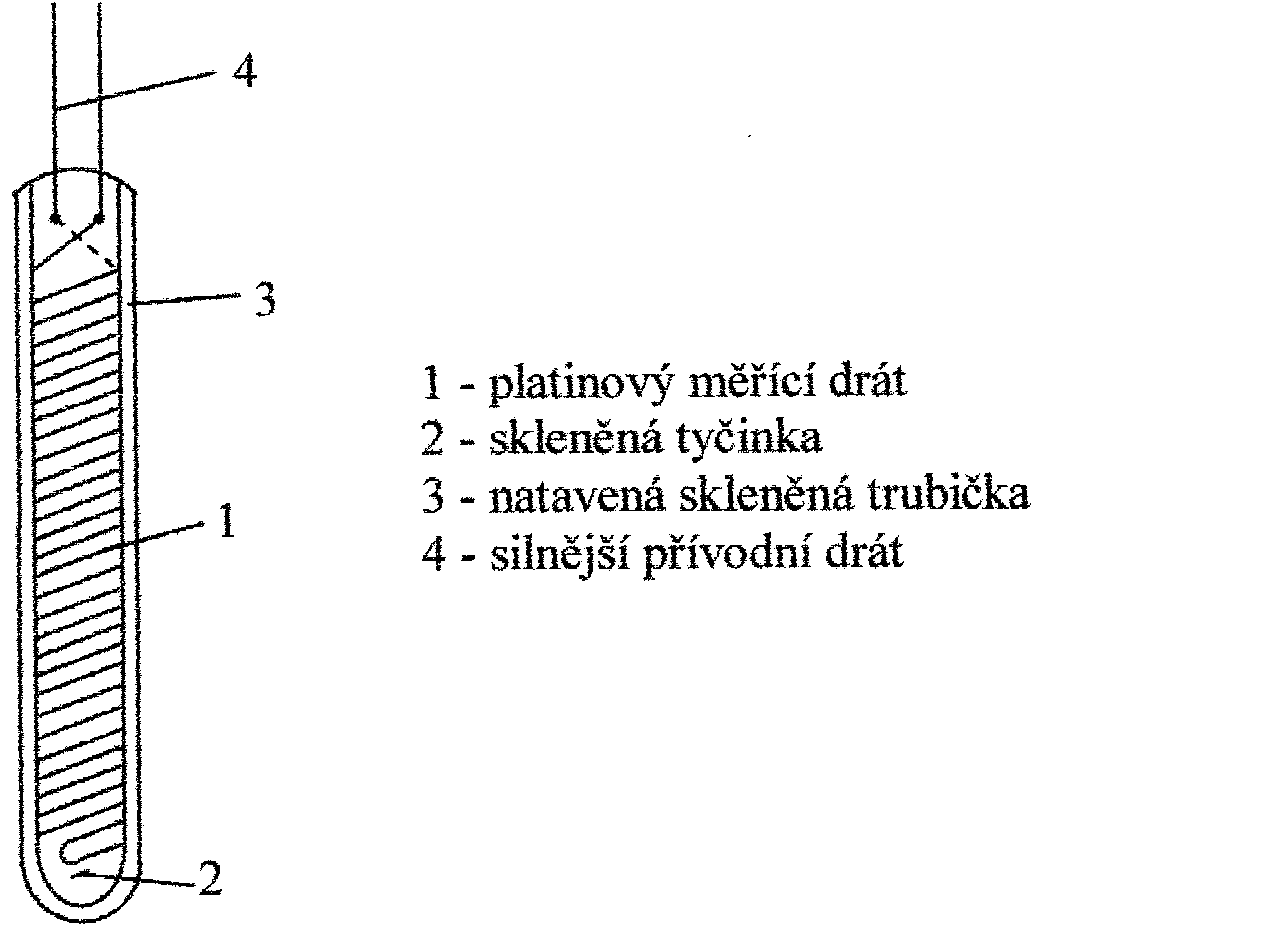 4
3
1 - platinový měřící drát
2 - skleněná tyčinka
3 - natavená skleněná trubička
1
4 - silnější přívodní drát
2